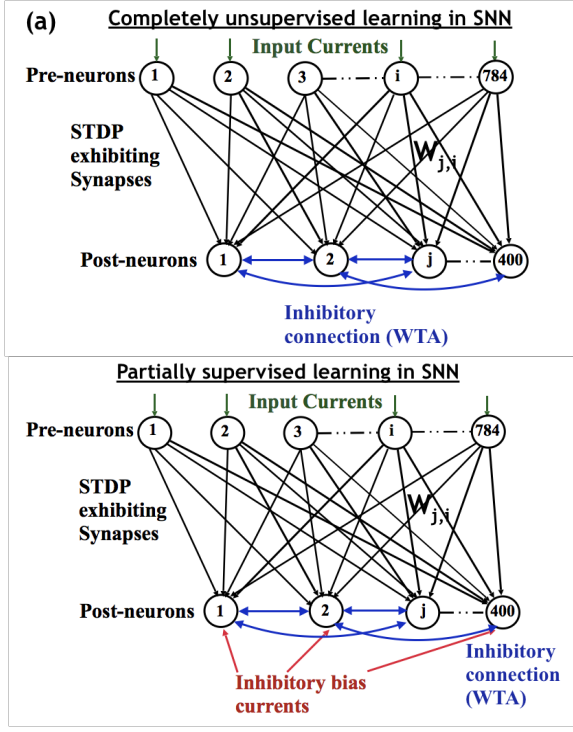 (a)
Completely unsupervised learning in SNN
Input Currents
Pre-neurons 1 2 3 i 784
STDP
exhibiting
Synapses
W j,i
Post-neurons 1 2 j 400
Inhibitory
connection (WTA)
Partially supervised learning in SNN
Input Currents
Pre-neurons 1 2 3 i 784
STDP
exhibiting
Synapses
W j,i
Post-neurons 1 2 j 400
Inhibitory bias
currents
Inhibitory
connection
(WTA)